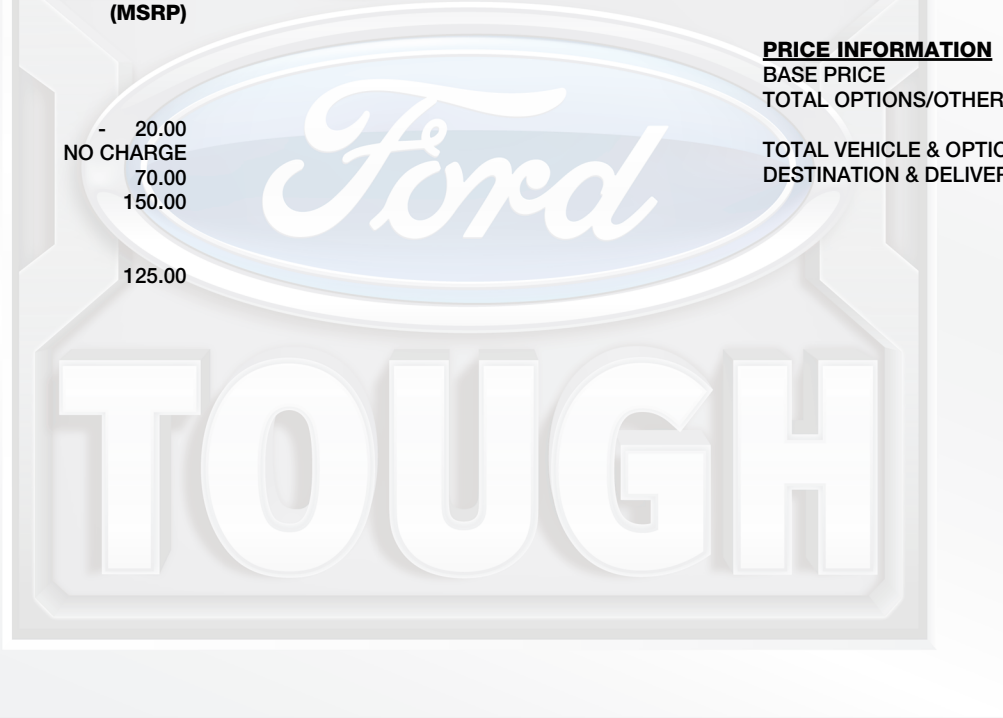 (MSRP)
- 20.00
NO CHARGE
70.00
150.00
125.00
PRICE INFORMATION
BASE PRICE
TOTAL OPTIONS/OTHER
TOTAL VEHICLE & OPTIO
DESTINATION & DELIVER
Ford
TOUGH